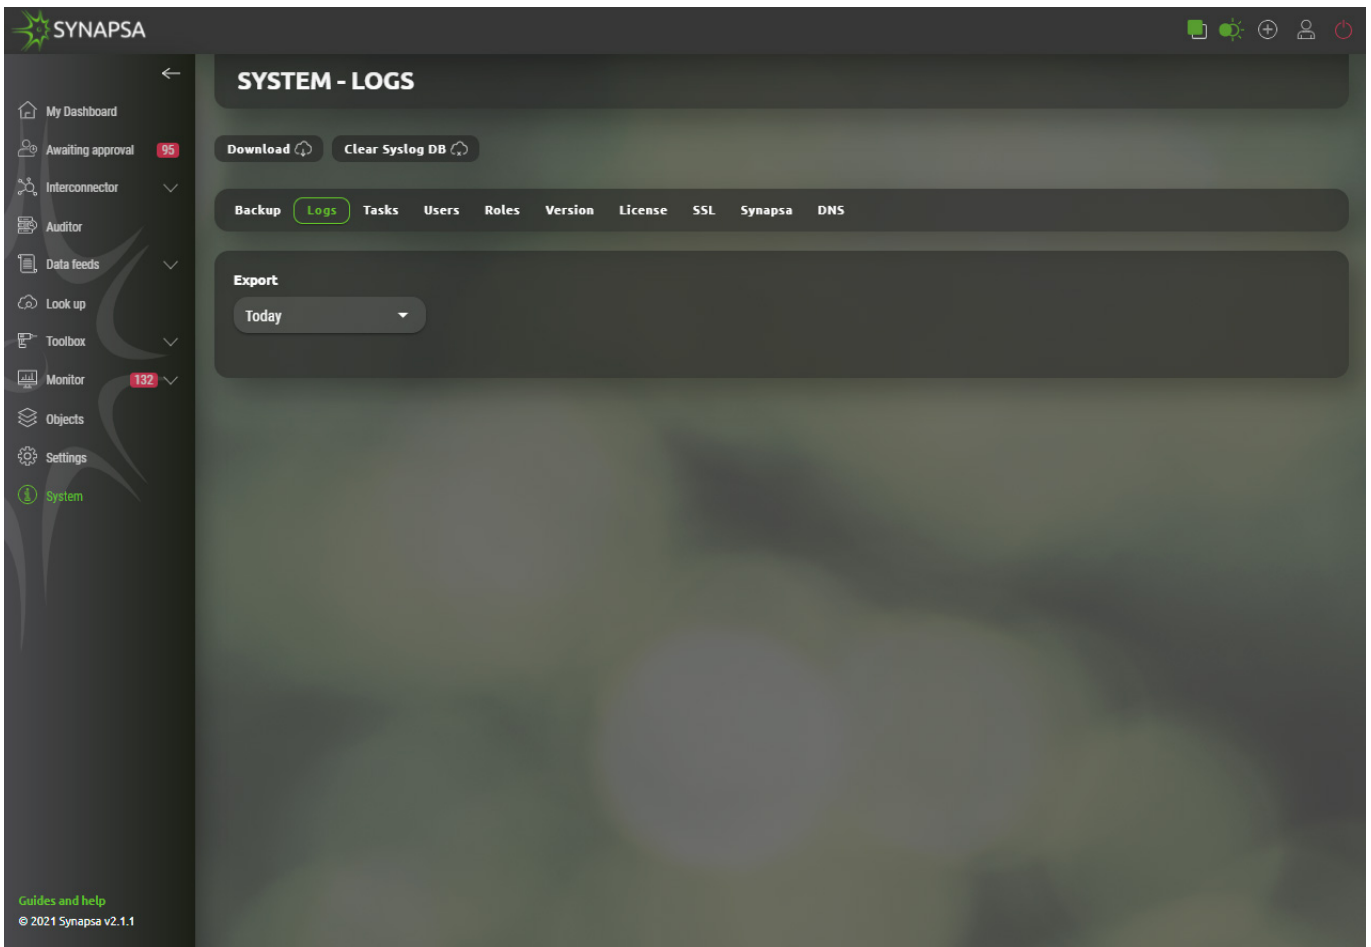 SYNAPSA
SYSTEM - LOGS
My Dashboard
Awaiting approval 95
Interconnector
Auditor
Data feeds
Look up
Toolbox
Monitor 132
Objects
Settings
System
Download Clear Syslog DB
Backup Logs Tasks Users Roles Version License SSL Synapsa DNS
Export
Today
Guides and help
© 2021 Synapsa v2.1.1